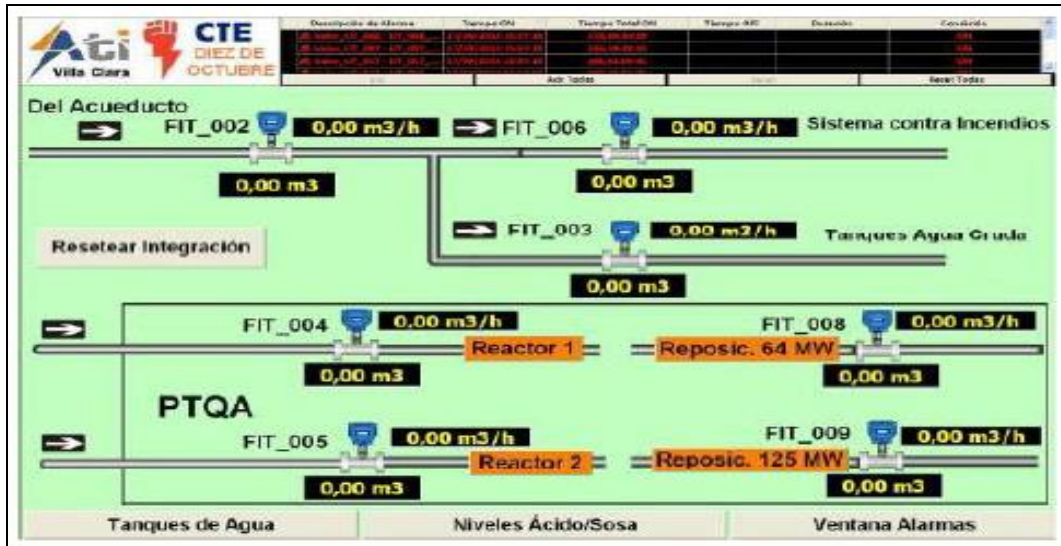 Ati
Villa Clara
CTE
DIEZ DE
OCTUBRE
Descripción de Alarma Tiempo ON Tiempo Total ON Duración
Ack Todas Reset Todas
Del Acueducto
FIT_002 0,00 m3/h FIT_006 0,00 m3/h Sistema contra Incendios
0,00 m3 0,00 m3
Resetear Integración
FIT_003 0,00 m3/h Tanques Agua Cruda
0,00 m3
FIT_004 0,00 m3/h FIT_008 0,00 m3/h
Reactor 1 Reposic. 64 MW
0,00 m3 0,00 m3
PTQA
FIT_005 0,00 m3/h FIT_009 0,00 m3/h
Reactor 2 Reposic. 125 MW
0,00 m3 0,00 m3
Tanques de Agua Niveles Ácido/Sosa Ventana Alarmas